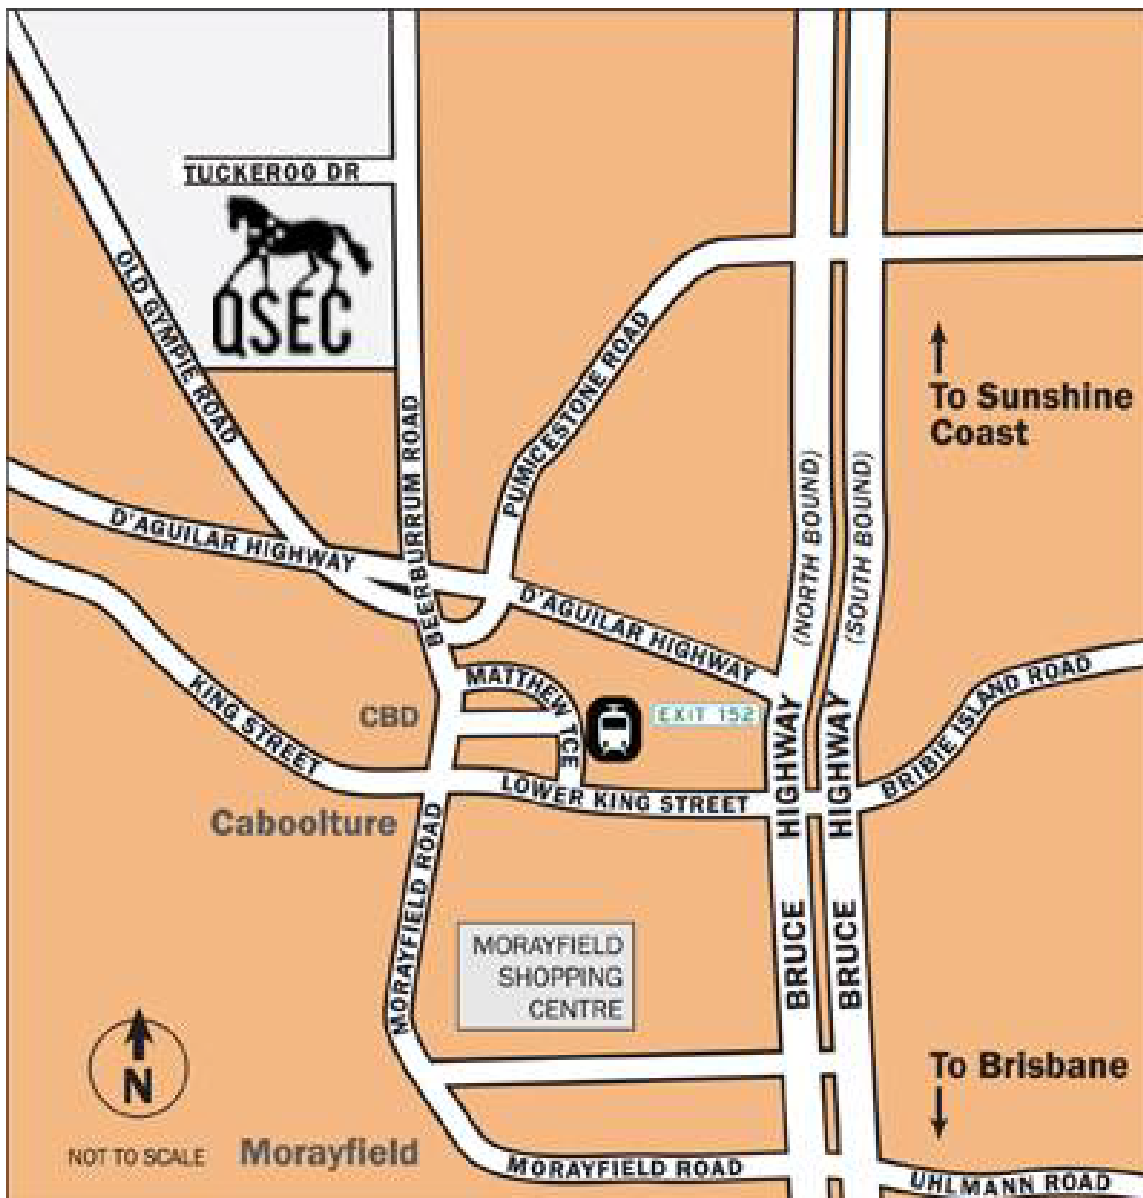 TUCKEROO DR
QSEC
OLD GYMPIE ROAD
BEERBURRUM ROAD
PUMICESTONE ROAD
To Sunshine
Coast
(NORTH BOUND)
(SOUTH BOUND)
D'AGUILAR HIGHWAY
D'AGUILAR HIGHWAY
MATTHEW TCE
CBD
EXIT 152
BRIBIE ISLAND ROAD
KING STREET
LOWER KING STREET
BRUCE HIGHWAY
BRUCE HIGHWAY
Caboolture
MORAYFIELD ROAD
MORAYFIELD
SHOPPING
CENTRE
N
NOT TO SCALE
Morayfield
To Brisbane
MORAYFIELD ROAD
UHLMANN ROAD